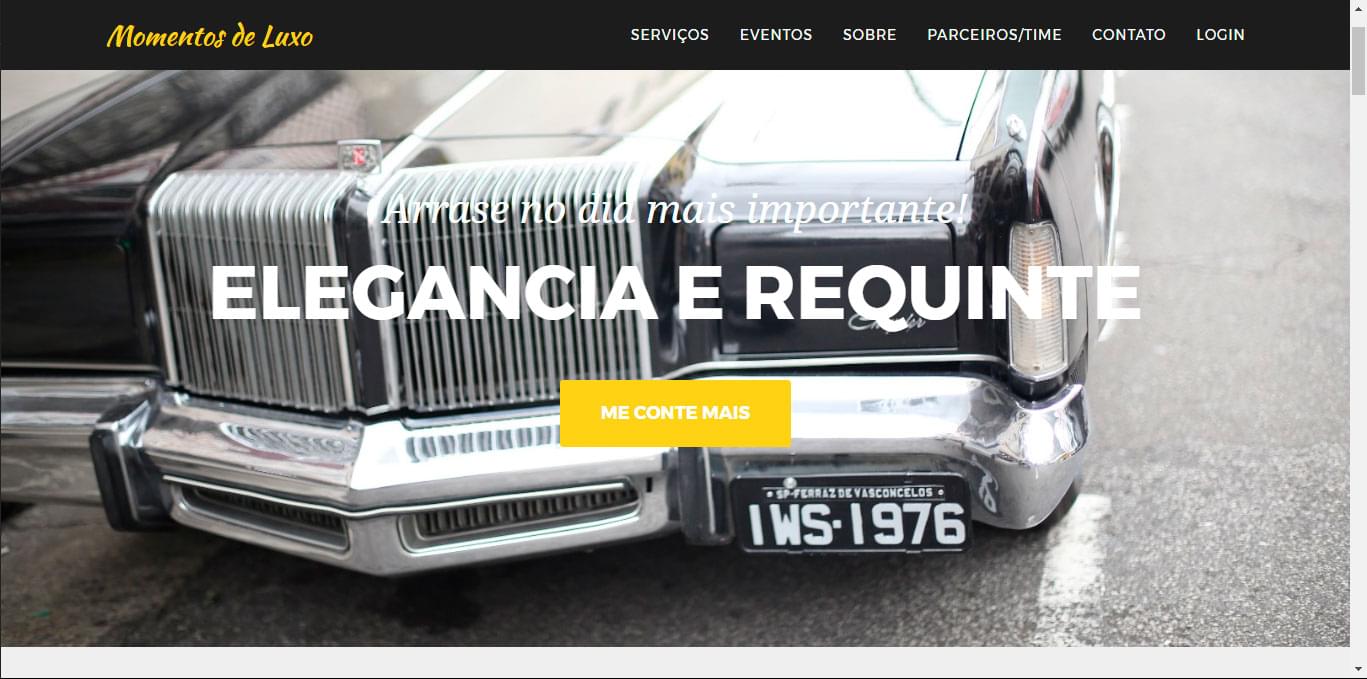 Momentos de Luxo
SERVIÇOS EVENTOS SOBRE PARCEIROS/TIME CONTATO LOGIN
Arrase no dia mais importante!
ELEGANCIA E REQUINTE
ME CONTE MAIS
SP-FERRAZ DE VASCONCELOS
IWS-1976